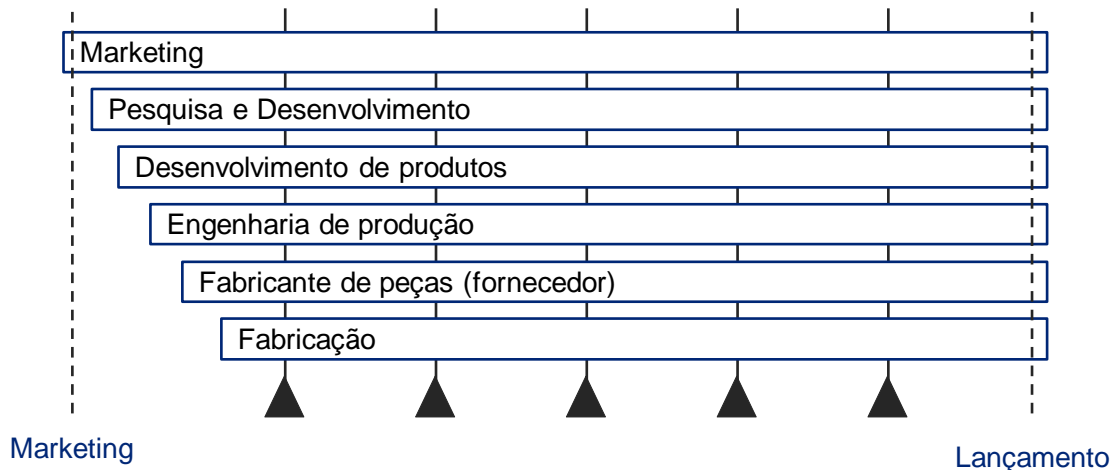 Marketing
Pesquisa e Desenvolvimento
Desenvolvimento de produtos
Engenharia de produção
Fabricante de peças (fornecedor)
Fabricação
Marketing
Lançamento